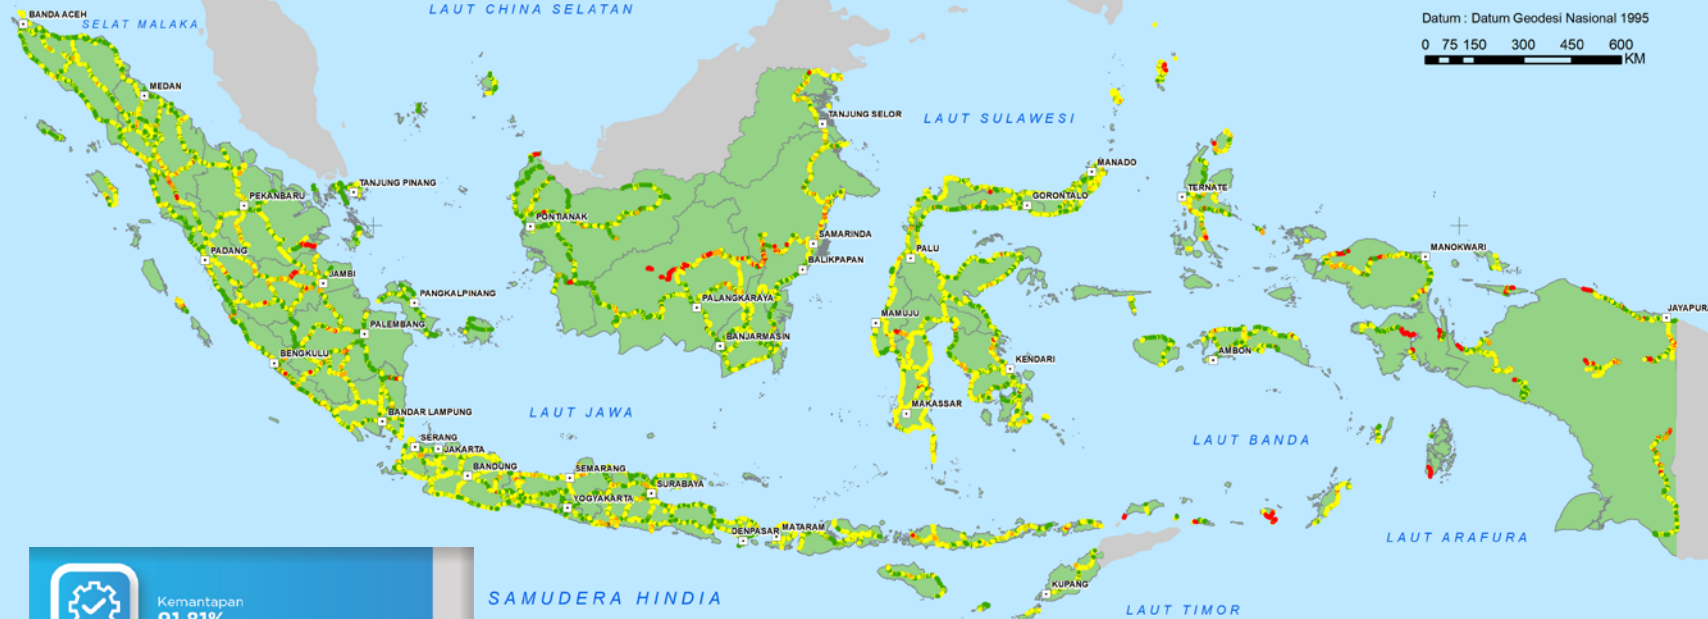 LAUT CHINA SELATAN
BANDA ACEH
SELAT MALAKA
Datum : Datum Geodesi Nasional 1995
0 75 150 300 450 600
KM
MEDAN
TANJUNG SELOR
LAUT SULAWESI
MANADO
TANJUNG PINANG
TERNATE
PEKANBARU
GORONTALO
PONTIANAK
SAMARINDA
PADANG
PALU
MANOKWARI
BALIKPAPAN
JAMBI
PANGKALPINANG
PALANGKARAYA
JAYAPURA
MAMUJU
PALEMBANG
BANJARMASIN
BENGKULU
AMBON
KENDARI
MAKASSAR
BANDAR LAMPUNG
LAUT JAWA
SERANG
LAUT BANDA
JAKARTA
BANDUNG
SEMARANG
SURABAYA
YOGYAKARTA
DENPASAR
MATARAM
LAUT ARAFURA
KUPANG
SAMUDERA HINDIA
LAUT TIMOR
Kemantapan
91.81%